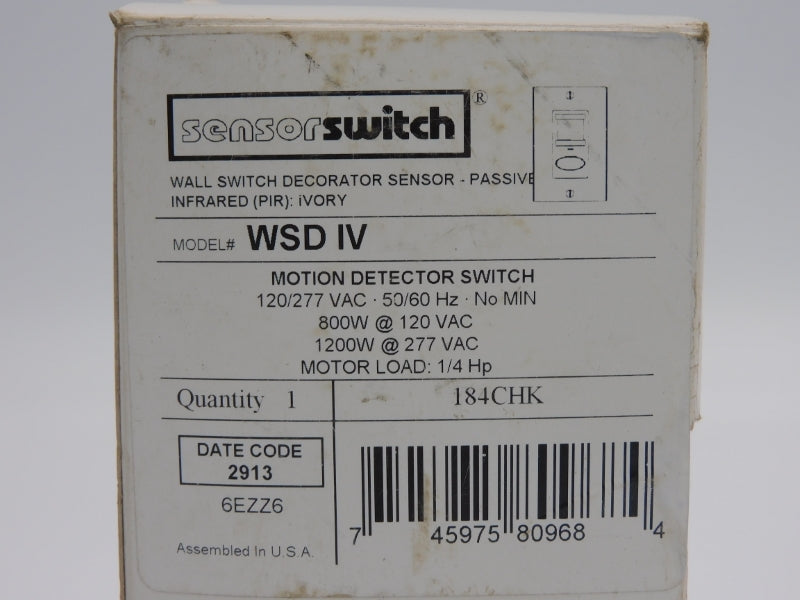 sensorswitch®
WALL SWITCH DECORATOR SENSOR - PASSIVE
INFRARED (PIR): iVORY
MODEL# WSD IV
MOTION DETECTOR SWITCH
120/277 VAC · 50/60 Hz · No MIN
800W @ 120 VAC
1200W @ 277 VAC
MOTOR LOAD: 1/4 Hp
Quantity 1
184CHK
DATE CODE
2913
6EZZ6
Assembled In U.S.A.
7 45975 80968 4